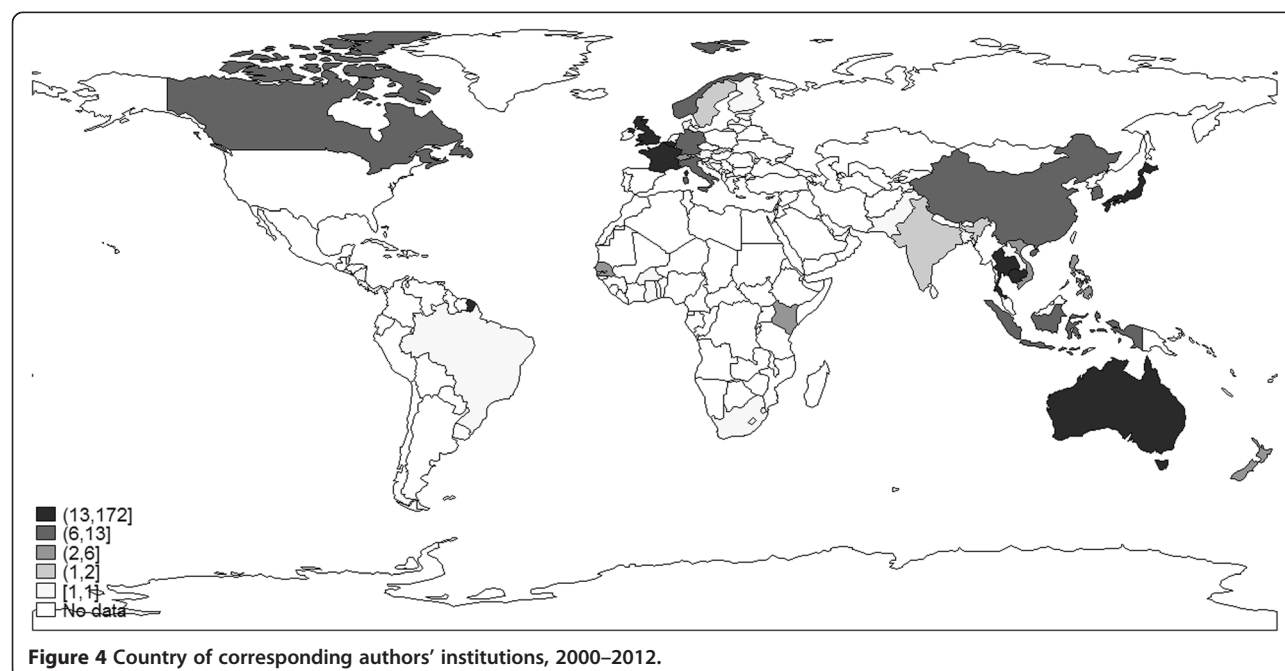 (13,172]
(6,13]
(2,6]
(1,2]
[1,1]
No data
Figure 4 Country of corresponding authors’ institutions, 2000–2012.